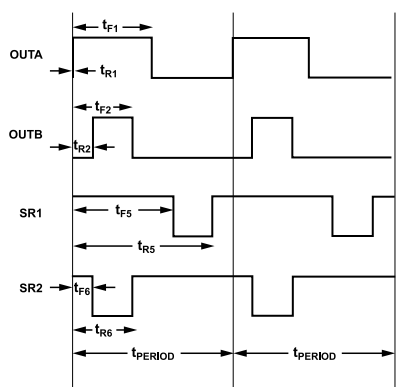 tF1
OUTA
tR1
tF2
OUTB
tR2
SR1
tF5
tR5
SR2
tF6
tR6
tPERIOD tPERIOD